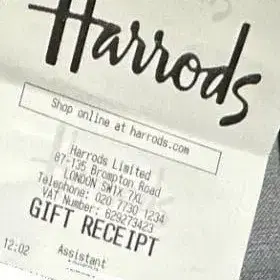 Harrods
Shop online at harrods.com
Harrods Limited
87-135 Brompton Road
LONDON SW1X 7XL
Telephone: 020 7730 1234
VAT Number: 629273423
GIFT RECEIPT
12:02 Assistant